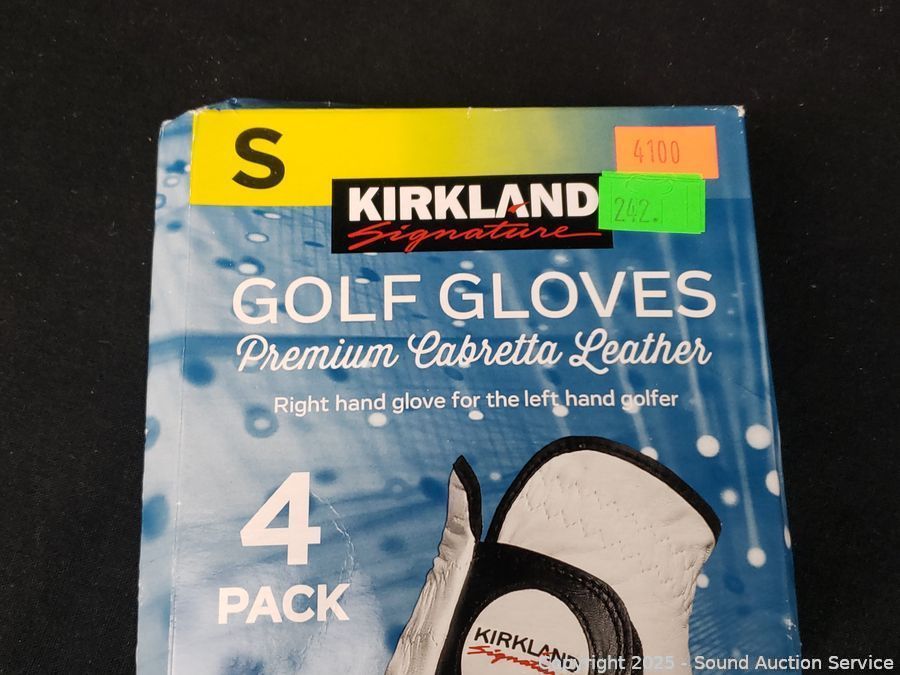 S
4100
242.
KIRKLAND
Signature
GOLF GLOVES
Premium Cabretta Leather
Right hand glove for the left hand golfer
4
PACK
KIRKLAND
Signature
Copyright 2025 - Sound Auction Service